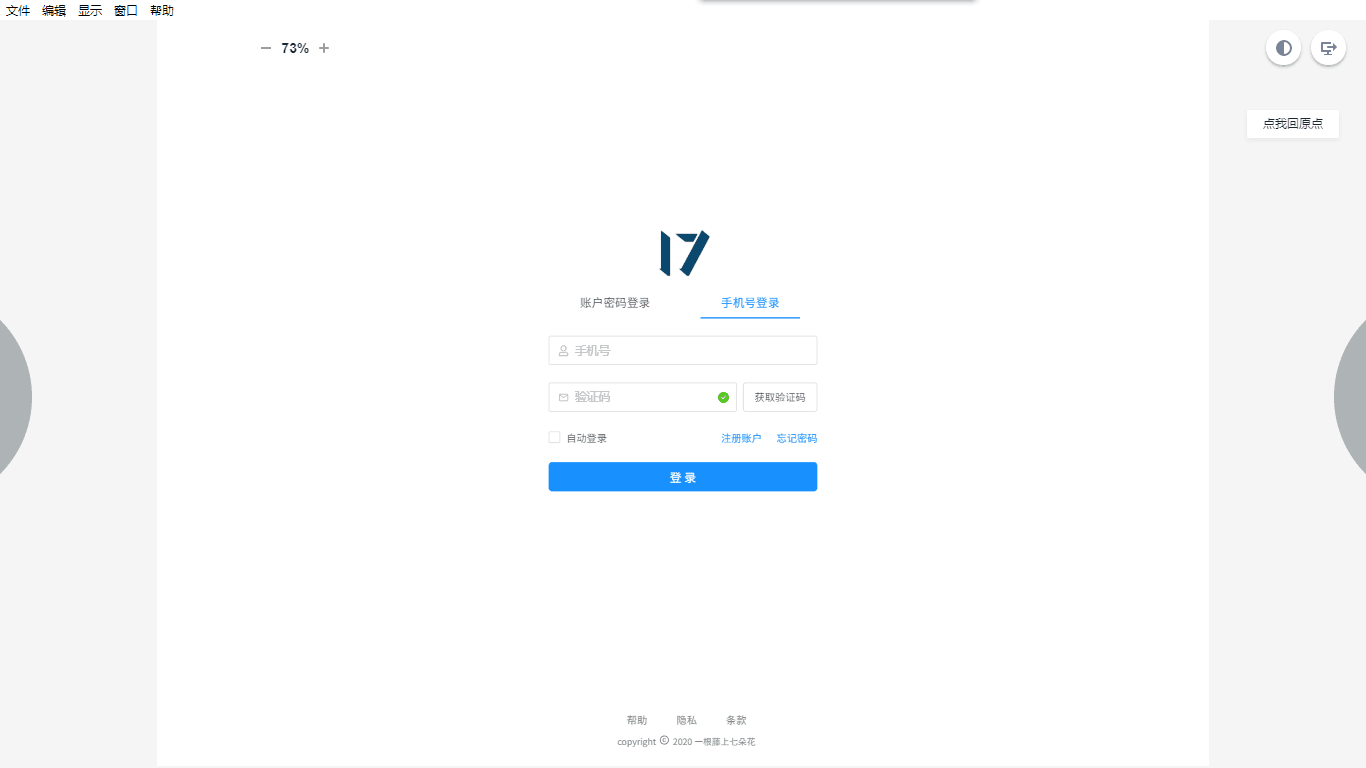 文件 编辑 显示 窗口 帮助
73%
点我回原点
17
账户密码登录 手机号登录
手机号
验证码 获取验证码
自动登录 注册账户 忘记密码
登 录
帮助 隐私 条款
copyright © 2020 一根藤上七朵花